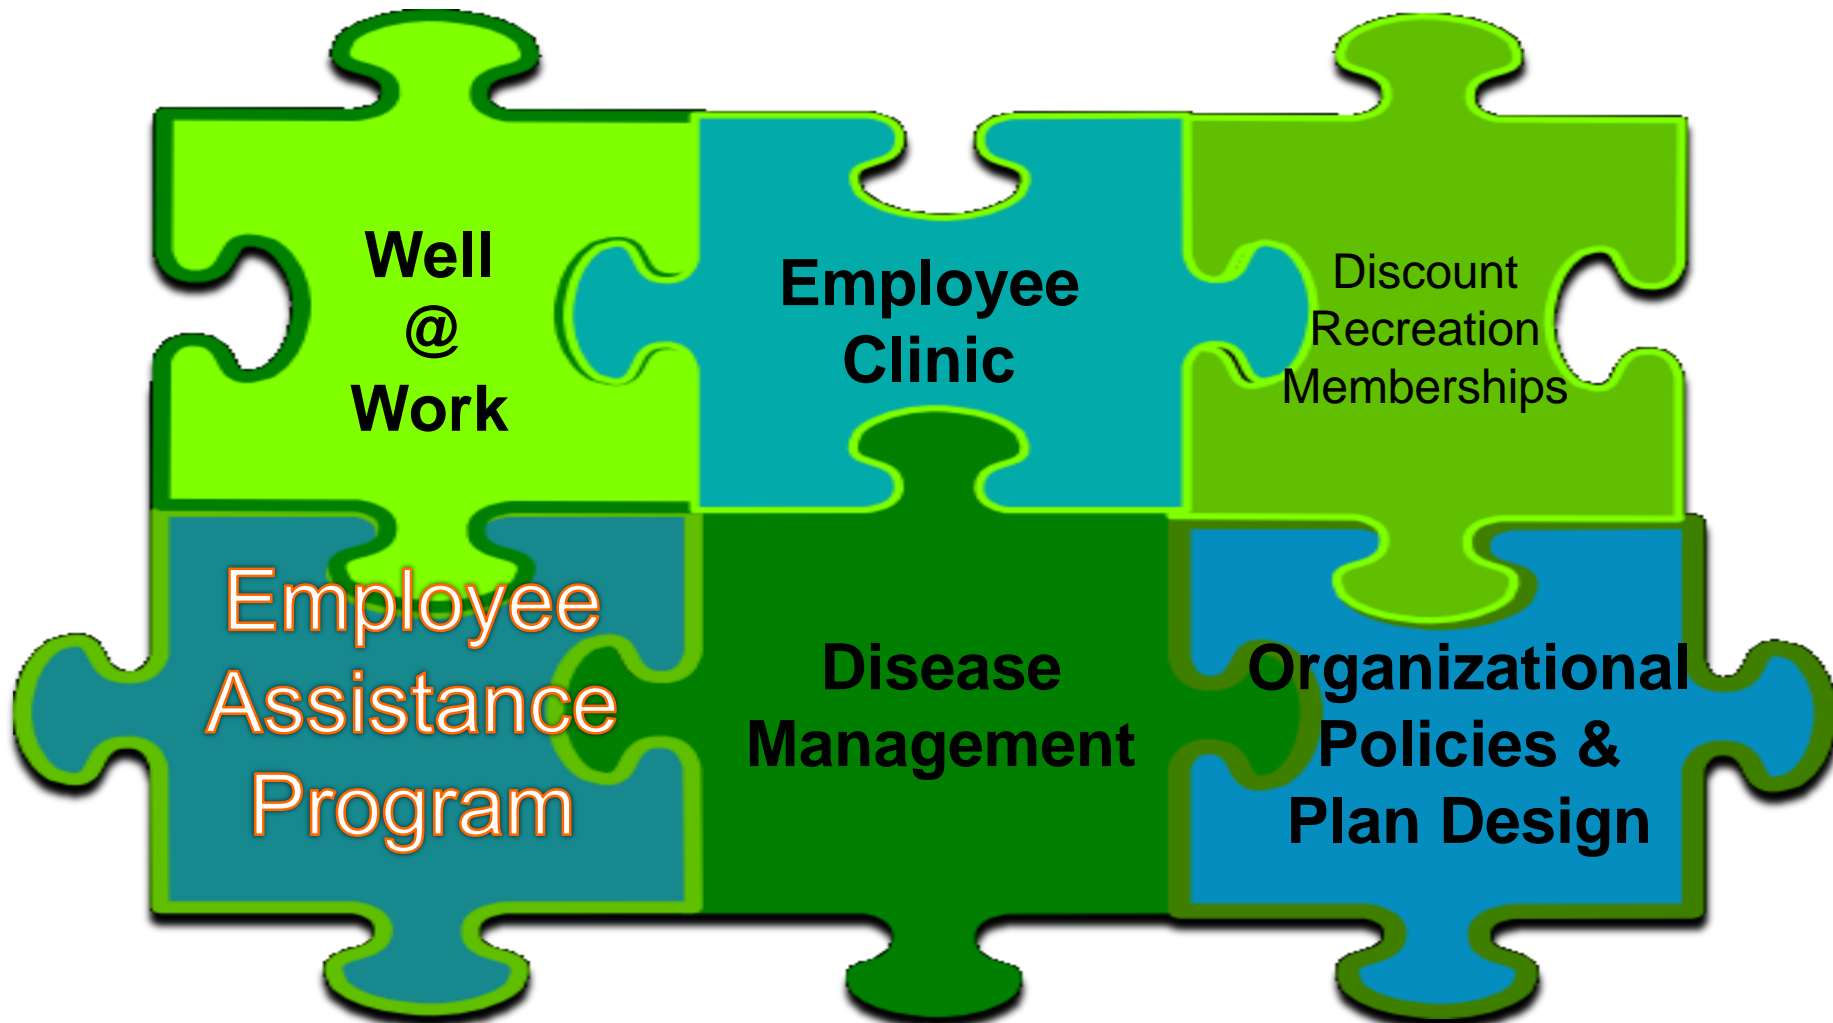 Well
@
Work
Employee
Clinic
Discount
Recreation
Memberships
Employee
Assistance
Program
Disease
Management
Organizational
Policies &
Plan Design